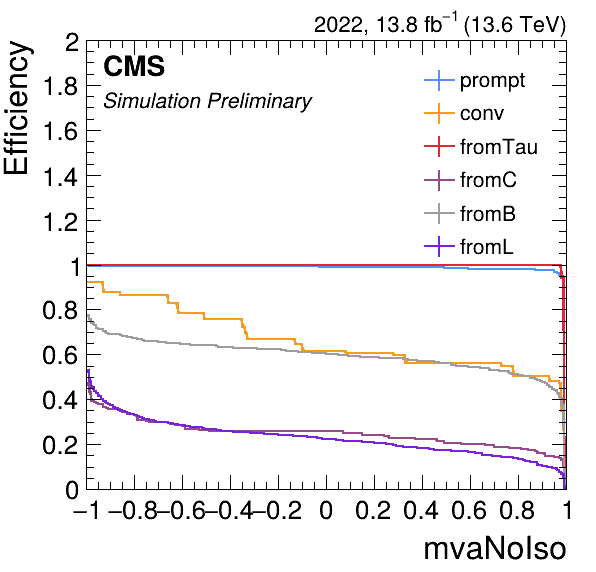 2022, 13.8 fb⁻¹ (13.6 TeV)
CMS
Simulation Preliminary
Efficiency
2
1.8
1.6
1.4
1.2
1
0.8
0.6
0.4
0.2
0
prompt
conv
fromTau
fromC
fromB
fromL
−1 −0.8 −0.6 −0.4 −0.2 0 0.2 0.4 0.6 0.8 1
mvaNoIso